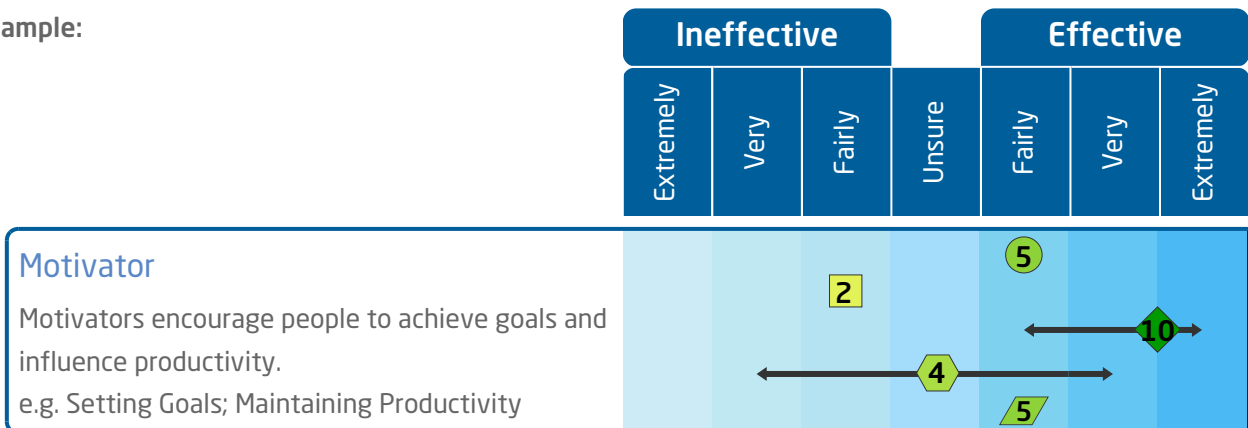 ample:
Ineffective
Effective
Extremely
Very
Fairly
Unsure
Fairly
Very
Extremely
Motivator
Motivators encourage people to achieve goals and
influence productivity.
e.g. Setting Goals; Maintaining Productivity
5
2
10
4
5